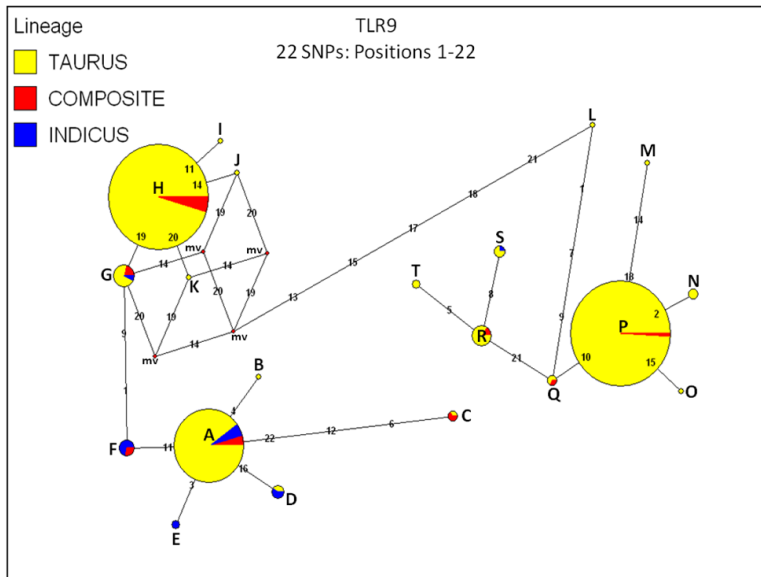 Lineage
TAURUS
COMPOSITE
INDICUS
TLR9
22 SNPs: Positions 1-22
I
11
J
14
H
19
20
19
20
mv
mv
14
14
G
K
20
19
20
19
14
mv
mv
9
1
L
21
18
17
15
13
1
7
9
M
14
18
N
2
P
10
15
O
S
T
8
5
R
21
Q
B
4
A
22
12
6
C
F
11
16
D
3
E